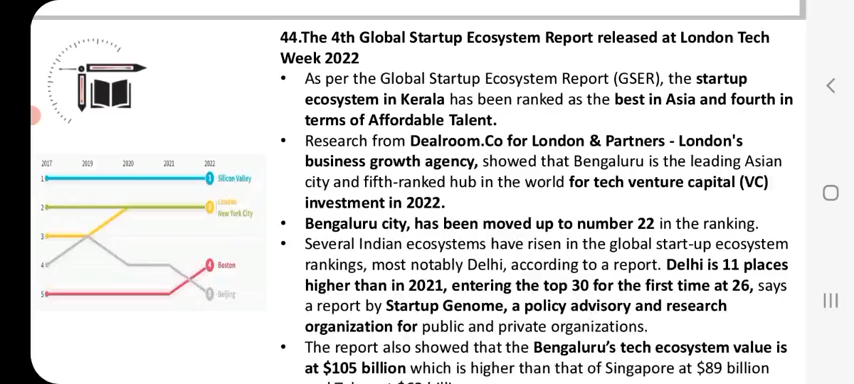 44.The 4th Global Startup Ecosystem Report released at London Tech
Week 2022
• As per the Global Startup Ecosystem Report (GSER), the startup
ecosystem in Kerala has been ranked as the best in Asia and fourth in
terms of Affordable Talent.
• Research from Dealroom.Co for London & Partners - London's
business growth agency, showed that Bengaluru is the leading Asian
city and fifth-ranked hub in the world for tech venture capital (VC)
investment in 2022.
• Bengaluru city, has been moved up to number 22 in the ranking.
• Several Indian ecosystems have risen in the global start-up ecosystem
rankings, most notably Delhi, according to a report. Delhi is 11 places
higher than in 2021, entering the top 30 for the first time at 26, says
a report by Startup Genome, a policy advisory and research
organization for public and private organizations.
• The report also showed that the Bengaluru's tech ecosystem value is
at $105 billion which is higher than that of Singapore at $89 billion
2017 2019 2020 2021 2022
1 1 Silicon Valley
2 2 London
New York City
3
4 4 Boston
5 Beijing